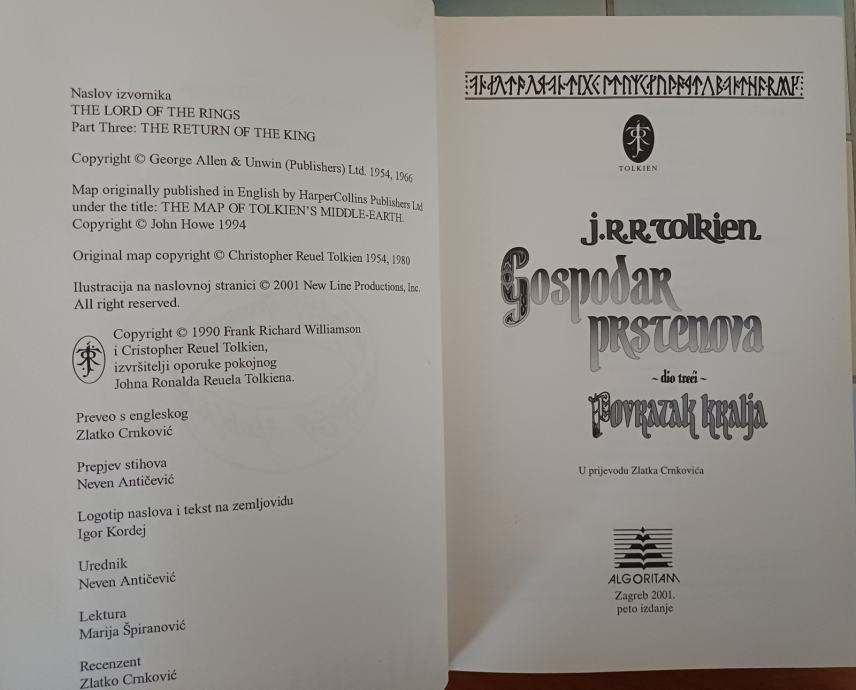 Naslov izvornika
THE LORD OF THE RINGS
Part Three: THE RETURN OF THE KING
Copyright © George Allen & Unwin (Publishers) Ltd. 1954, 1966
Map originally published in English by HarperCollins Publishers Ltd
under the title: THE MAP OF TOLKIEN'S MIDDLE-EARTH.
Copyright © John Howe 1994
Original map copyright © Christopher Reuel Tolkien 1954, 1980
Ilustracija na naslovnoj stranici © 2001 New Line Productions, Inc.
All right reserved.
Copyright © 1990 Frank Richard Williamson
i Cristopher Reuel Tolkien,
izvršitelji oporuke pokojnog
Johna Ronalda Reuela Tolkiena.
Preveo s engleskog
Zlatko Crnković
Prepjev stihova
Neven Antičević
Logotip naslova i tekst na zemljovidu
Igor Kordej
Urednik
Neven Antičević
Lektura
Marija Špiranović
Recenzent
Zlatko Crnković
TOLKIEN
J.R.R. Tolkien
Gospodar
prstenova
~ dio treći ~
Povratak kralja
U prijevodu Zlatka Crnkovića
ALGORITAM
Zagreb 2001.
peto izdanje